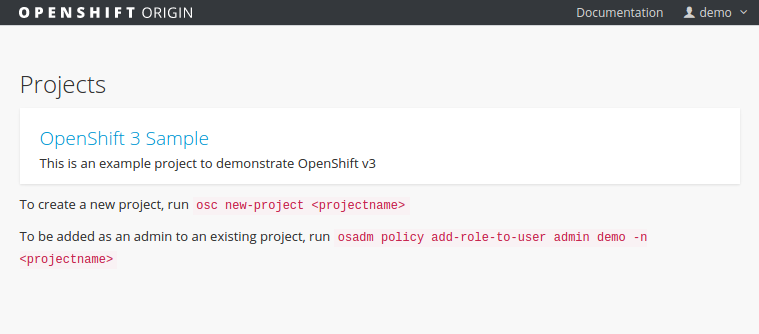 OPENSHIFT ORIGIN
Documentation demo
Projects
OpenShift 3 Sample
This is an example project to demonstrate OpenShift v3
To create a new project, run osc new-project <projectname>
To be added as an admin to an existing project, run osadm policy add-role-to-user admin demo -n
<projectname>